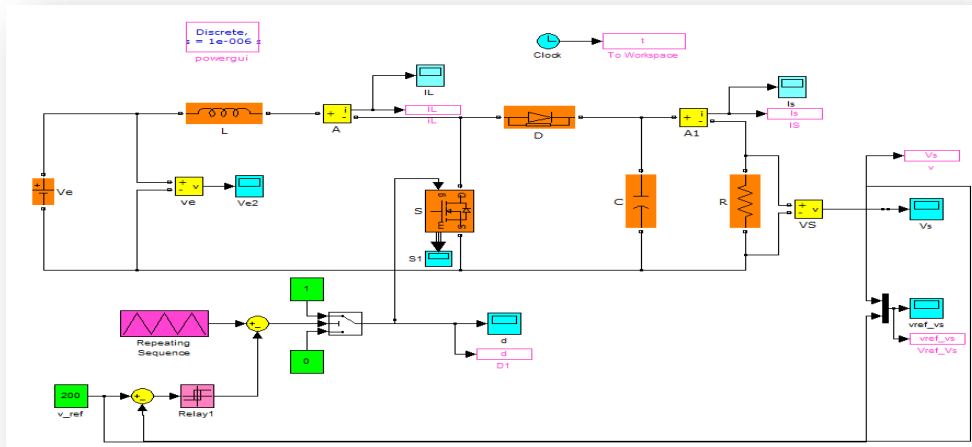 Discrete,
s = 1e-006 s
powergui
Clock
t
To Workspace
IL
IL
IL
Is
Is
IS
L
+
-
i
A
D
+
-
i
A1
Vs
v
Ve
+
-
v
ve
Ve2
g
D
S
m
S
S1
C
R
+
-
v
VS
Vs
1
Repeating
Sequence
0
d
d
D1
vref_vs
vref_vs
Vref_Vs
200
v_ref
Relay1